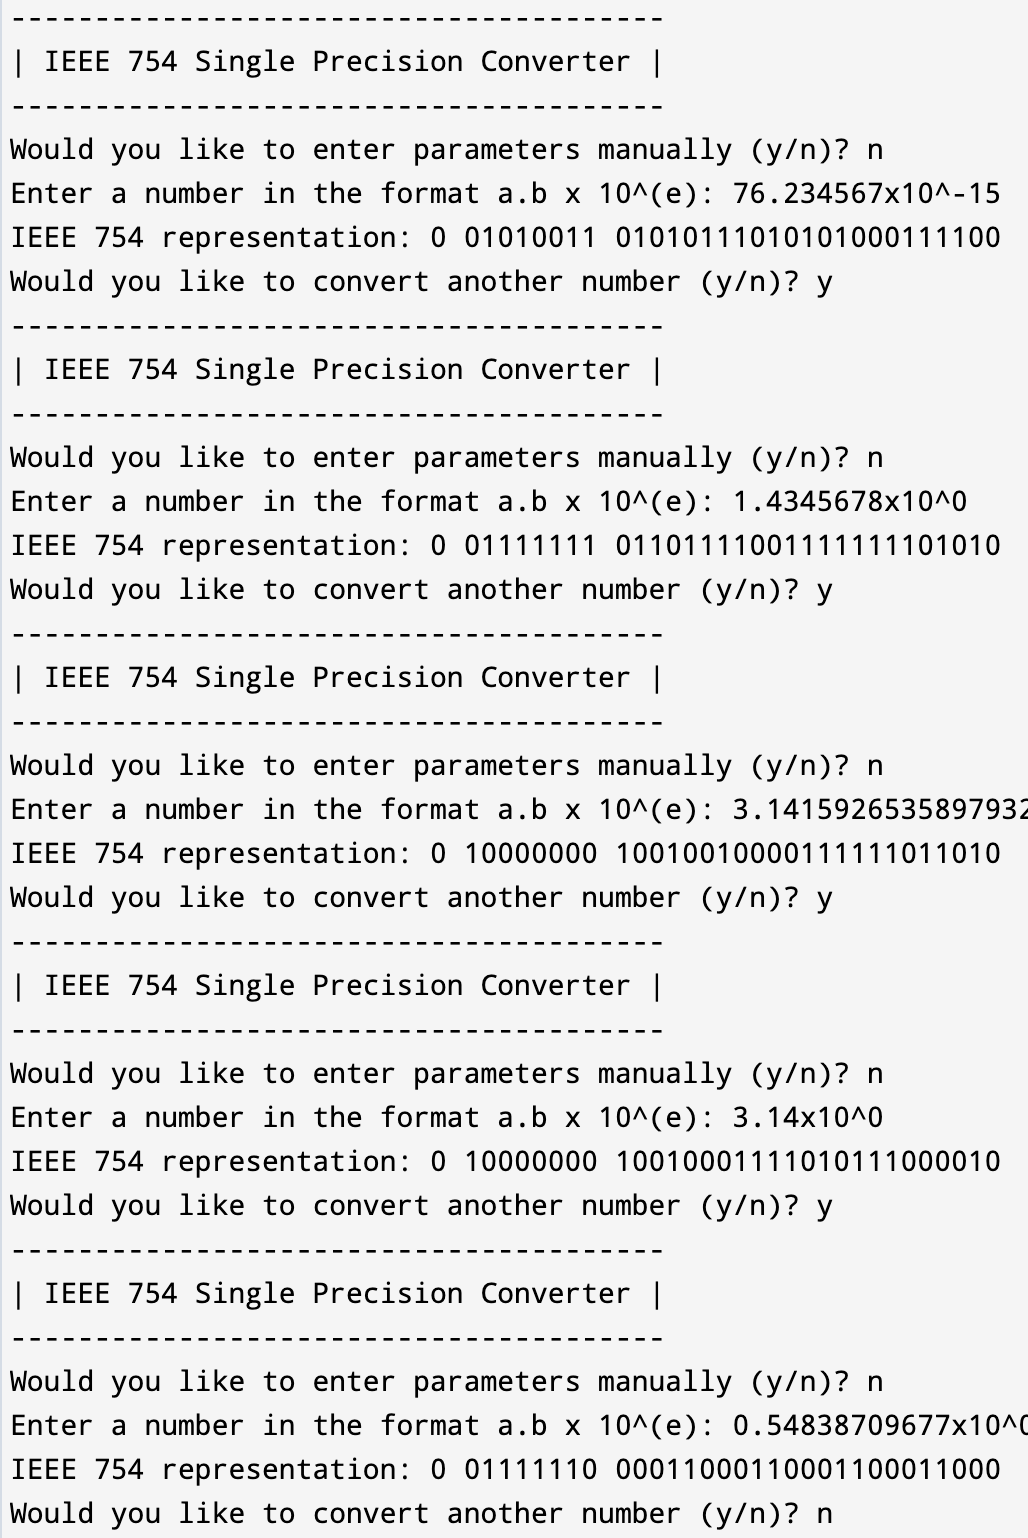 ---------------------------------------
| IEEE 754 Single Precision Converter |
---------------------------------------
Would you like to enter parameters manually (y/n)? n
Enter a number in the format a.b x 10^(e): 76.234567x10^-15
IEEE 754 representation: 0 01010011 01010111010101000111100
Would you like to convert another number (y/n)? y
---------------------------------------
| IEEE 754 Single Precision Converter |
---------------------------------------
Would you like to enter parameters manually (y/n)? n
Enter a number in the format a.b x 10^(e): 1.4345678x10^0
IEEE 754 representation: 0 01111111 01101111001111111101010
Would you like to convert another number (y/n)? y
---------------------------------------
| IEEE 754 Single Precision Converter |
---------------------------------------
Would you like to enter parameters manually (y/n)? n
Enter a number in the format a.b x 10^(e): 3.1415926535897932
IEEE 754 representation: 0 10000000 10010010000111111011010
Would you like to convert another number (y/n)? y
---------------------------------------
| IEEE 754 Single Precision Converter |
---------------------------------------
Would you like to enter parameters manually (y/n)? n
Enter a number in the format a.b x 10^(e): 3.14x10^0
IEEE 754 representation: 0 10000000 10010001111010111000010
Would you like to convert another number (y/n)? y
---------------------------------------
| IEEE 754 Single Precision Converter |
---------------------------------------
Would you like to enter parameters manually (y/n)? n
Enter a number in the format a.b x 10^(e): 0.54838709677x10^0
IEEE 754 representation: 0 01111110 00011000110001100011000
Would you like to convert another number (y/n)? n